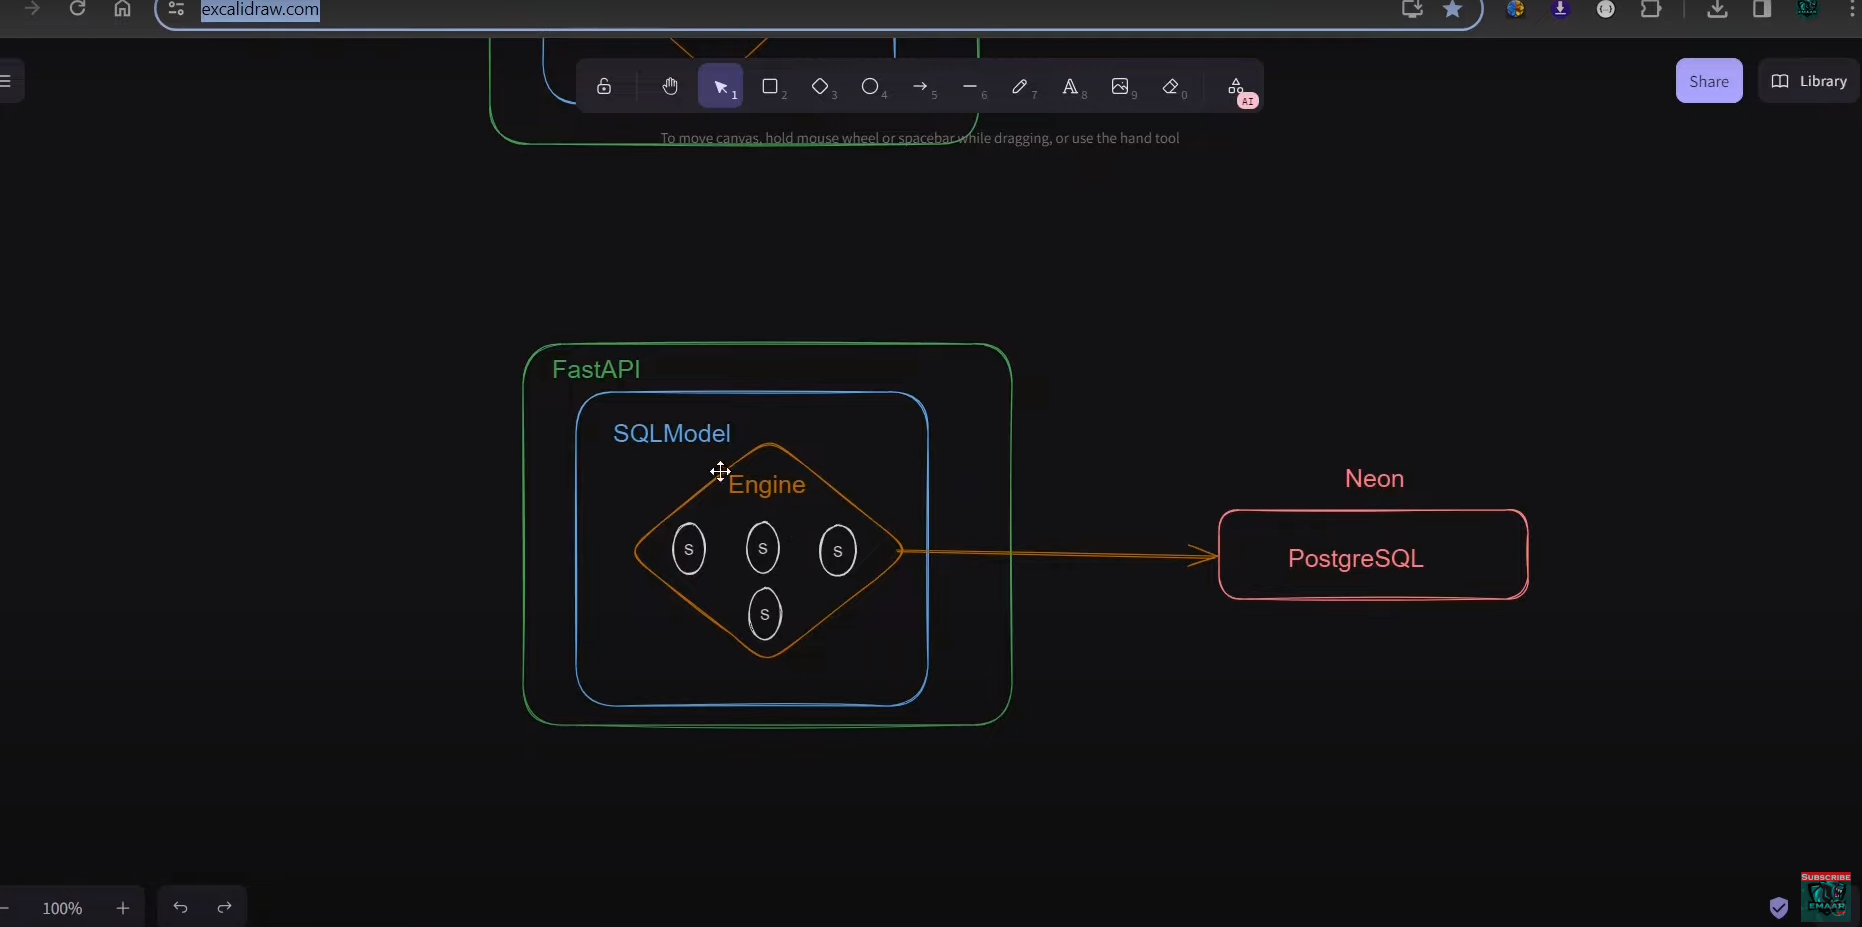 excalidraw.com
1
2
3
4
5
6
A
8
9
0
AI
7
Share
Library
To move canvas, hold mouse wheel or spacebar while dragging, or use the hand tool
FastAPI
SQLModel
Engine
S
S
S
S
Neon
PostgreSQL
100%
SUBSCRIBE
EMAAR